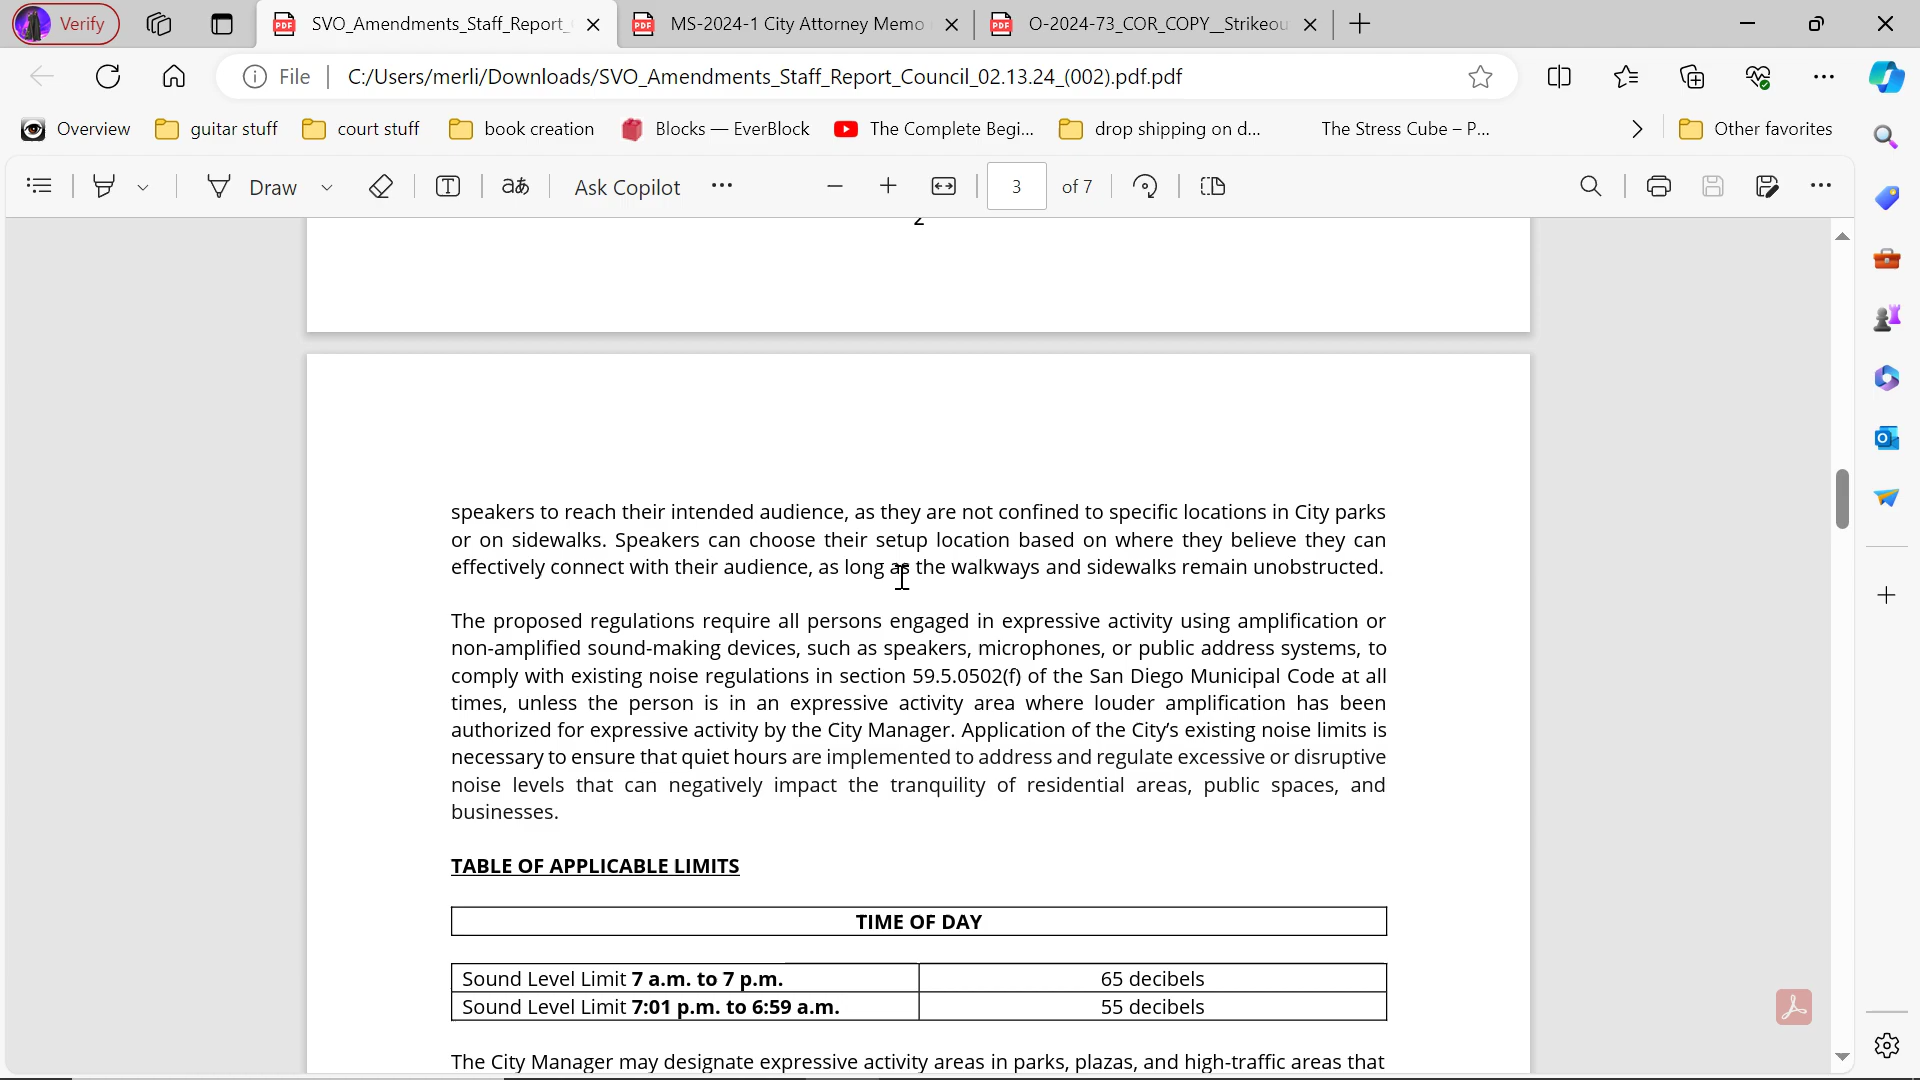 Verify
SVO_Amendments_Staff_Report_
MS-2024-1 City Attorney Memo
O-2024-73_COR_COPY__Strikeou
File
C:/Users/merli/Downloads/SVO_Amendments_Staff_Report_Council_02.13.24_(002).pdf.pdf
Overview
guitar stuff
court stuff
book creation
Blocks — EverBlock
The Complete Begi...
drop shipping on d...
The Stress Cube – P...
Other favorites
Draw
aあ
Ask Copilot
3
of 7
2
speakers to reach their intended audience, as they are not confined to specific locations in City parks
or on sidewalks. Speakers can choose their setup location based on where they believe they can
effectively connect with their audience, as long as the walkways and sidewalks remain unobstructed.
The proposed regulations require all persons engaged in expressive activity using amplification or
non-amplified sound-making devices, such as speakers, microphones, or public address systems, to
comply with existing noise regulations in section 59.5.0502(f) of the San Diego Municipal Code at all
times, unless the person is in an expressive activity area where louder amplification has been
authorized for expressive activity by the City Manager. Application of the City's existing noise limits is
necessary to ensure that quiet hours are implemented to address and regulate excessive or disruptive
noise levels that can negatively impact the tranquility of residential areas, public spaces, and
businesses.
TABLE OF APPLICABLE LIMITS
TIME OF DAY
Sound Level Limit 7 a.m. to 7 p.m.
65 decibels
Sound Level Limit 7:01 p.m. to 6:59 a.m.
55 decibels
The City Manager may designate expressive activity areas in parks, plazas, and high-traffic areas that